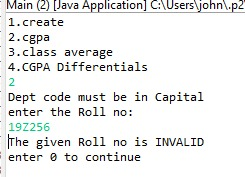 Main (2) [Java Application] C:\Users\john\.p2
1.create
2.cgpa
3.class average
4.CGPA Differentials
2
Dept code must be in Capital
enter the Roll no:
19Z256
The given Roll no is INVALID
enter 0 to continue